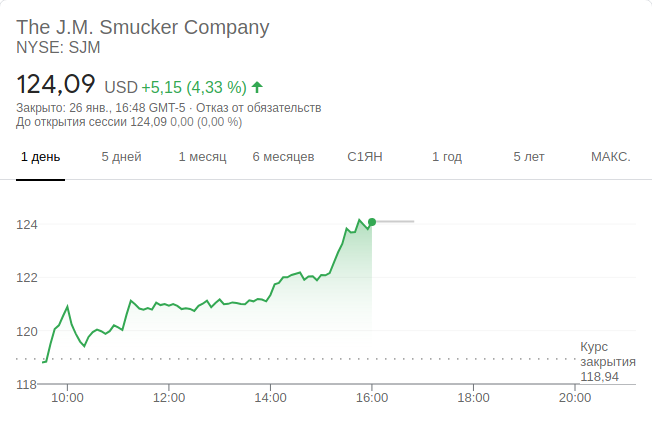 The J.M. Smucker Company
NYSE: SJM
124,09 USD +5,15 (4,33 %)
Закрыто: 26 янв., 16:48 GMT-5 · Отказ от обязательств
До открытия сессии 124,09 0,00 (0,00 %)
1 день 5 дней 1 месяц 6 месяцев С1ЯН 1 год 5 лет МАКС.
124
122
120
Курс
закрытия
118,94
118
10:00 12:00 14:00 16:00 18:00 20:00